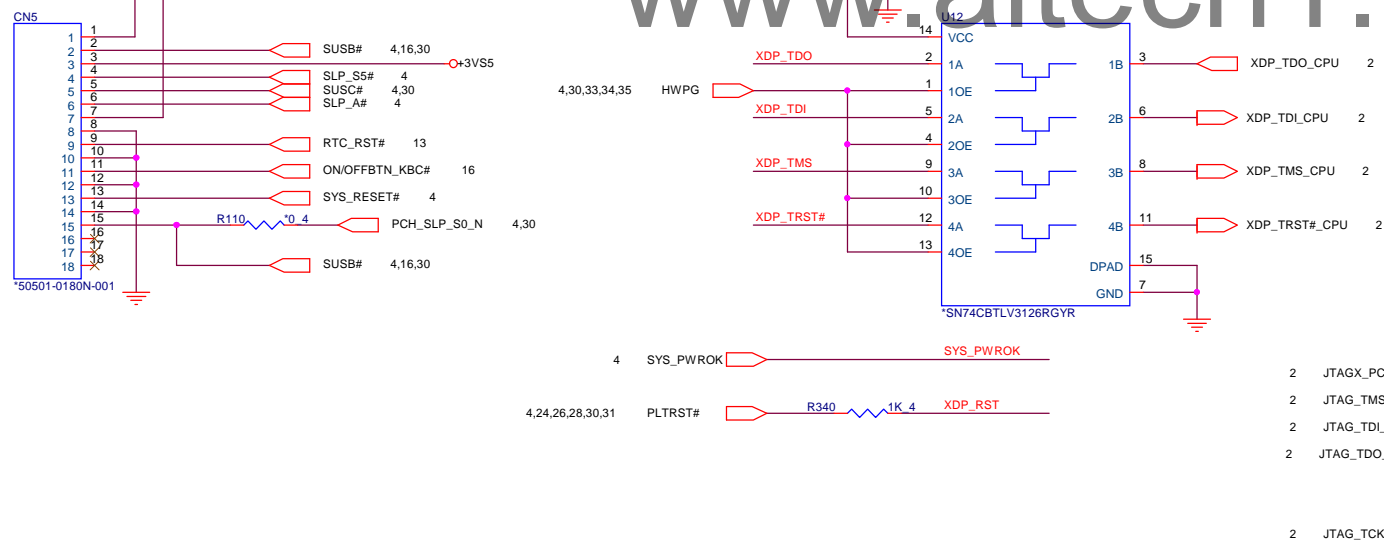 www.aitech1.
CN5
1 1
2 2 SUSB# 4,16,30
3 3 +3VS5
4 4 SLP_S5# 4
5 5 SUSC# 4,30
6 6 SLP_A# 4
7 7
8 8
9 9 RTC_RST# 13
10 10
11 11 ON/OFFBTN_KBC# 16
12 12
13 13 SYS_RESET# 4
14 14
15 15 R110 *0_4 PCH_SLP_S0_N 4,30
16 16
17 17
18 18 SUSB# 4,16,30
*50501-0180N-001
U12
14 VCC
XDP_TDO 2 1A 1B 3 XDP_TDO_CPU 2
4,30,33,34,35 HWPG 1 1OE
XDP_TDI 5 2A 2B 6 XDP_TDI_CPU 2
4 2OE
XDP_TMS 9 3A 3B 8 XDP_TMS_CPU 2
10 3OE
XDP_TRST# 12 4A 4B 11 XDP_TRST#_CPU 2
13 4OE
DPAD 15
GND 7
*SN74CBTLV3126RGYR
4 SYS_PWROK SYS_PWROK
4,24,26,28,30,31 PLTRST# R340 1K_4 XDP_RST
2 JTAGX_PC
2 JTAG_TMS
2 JTAG_TDI_
2 JTAG_TDO_
2 JTAG_TCK